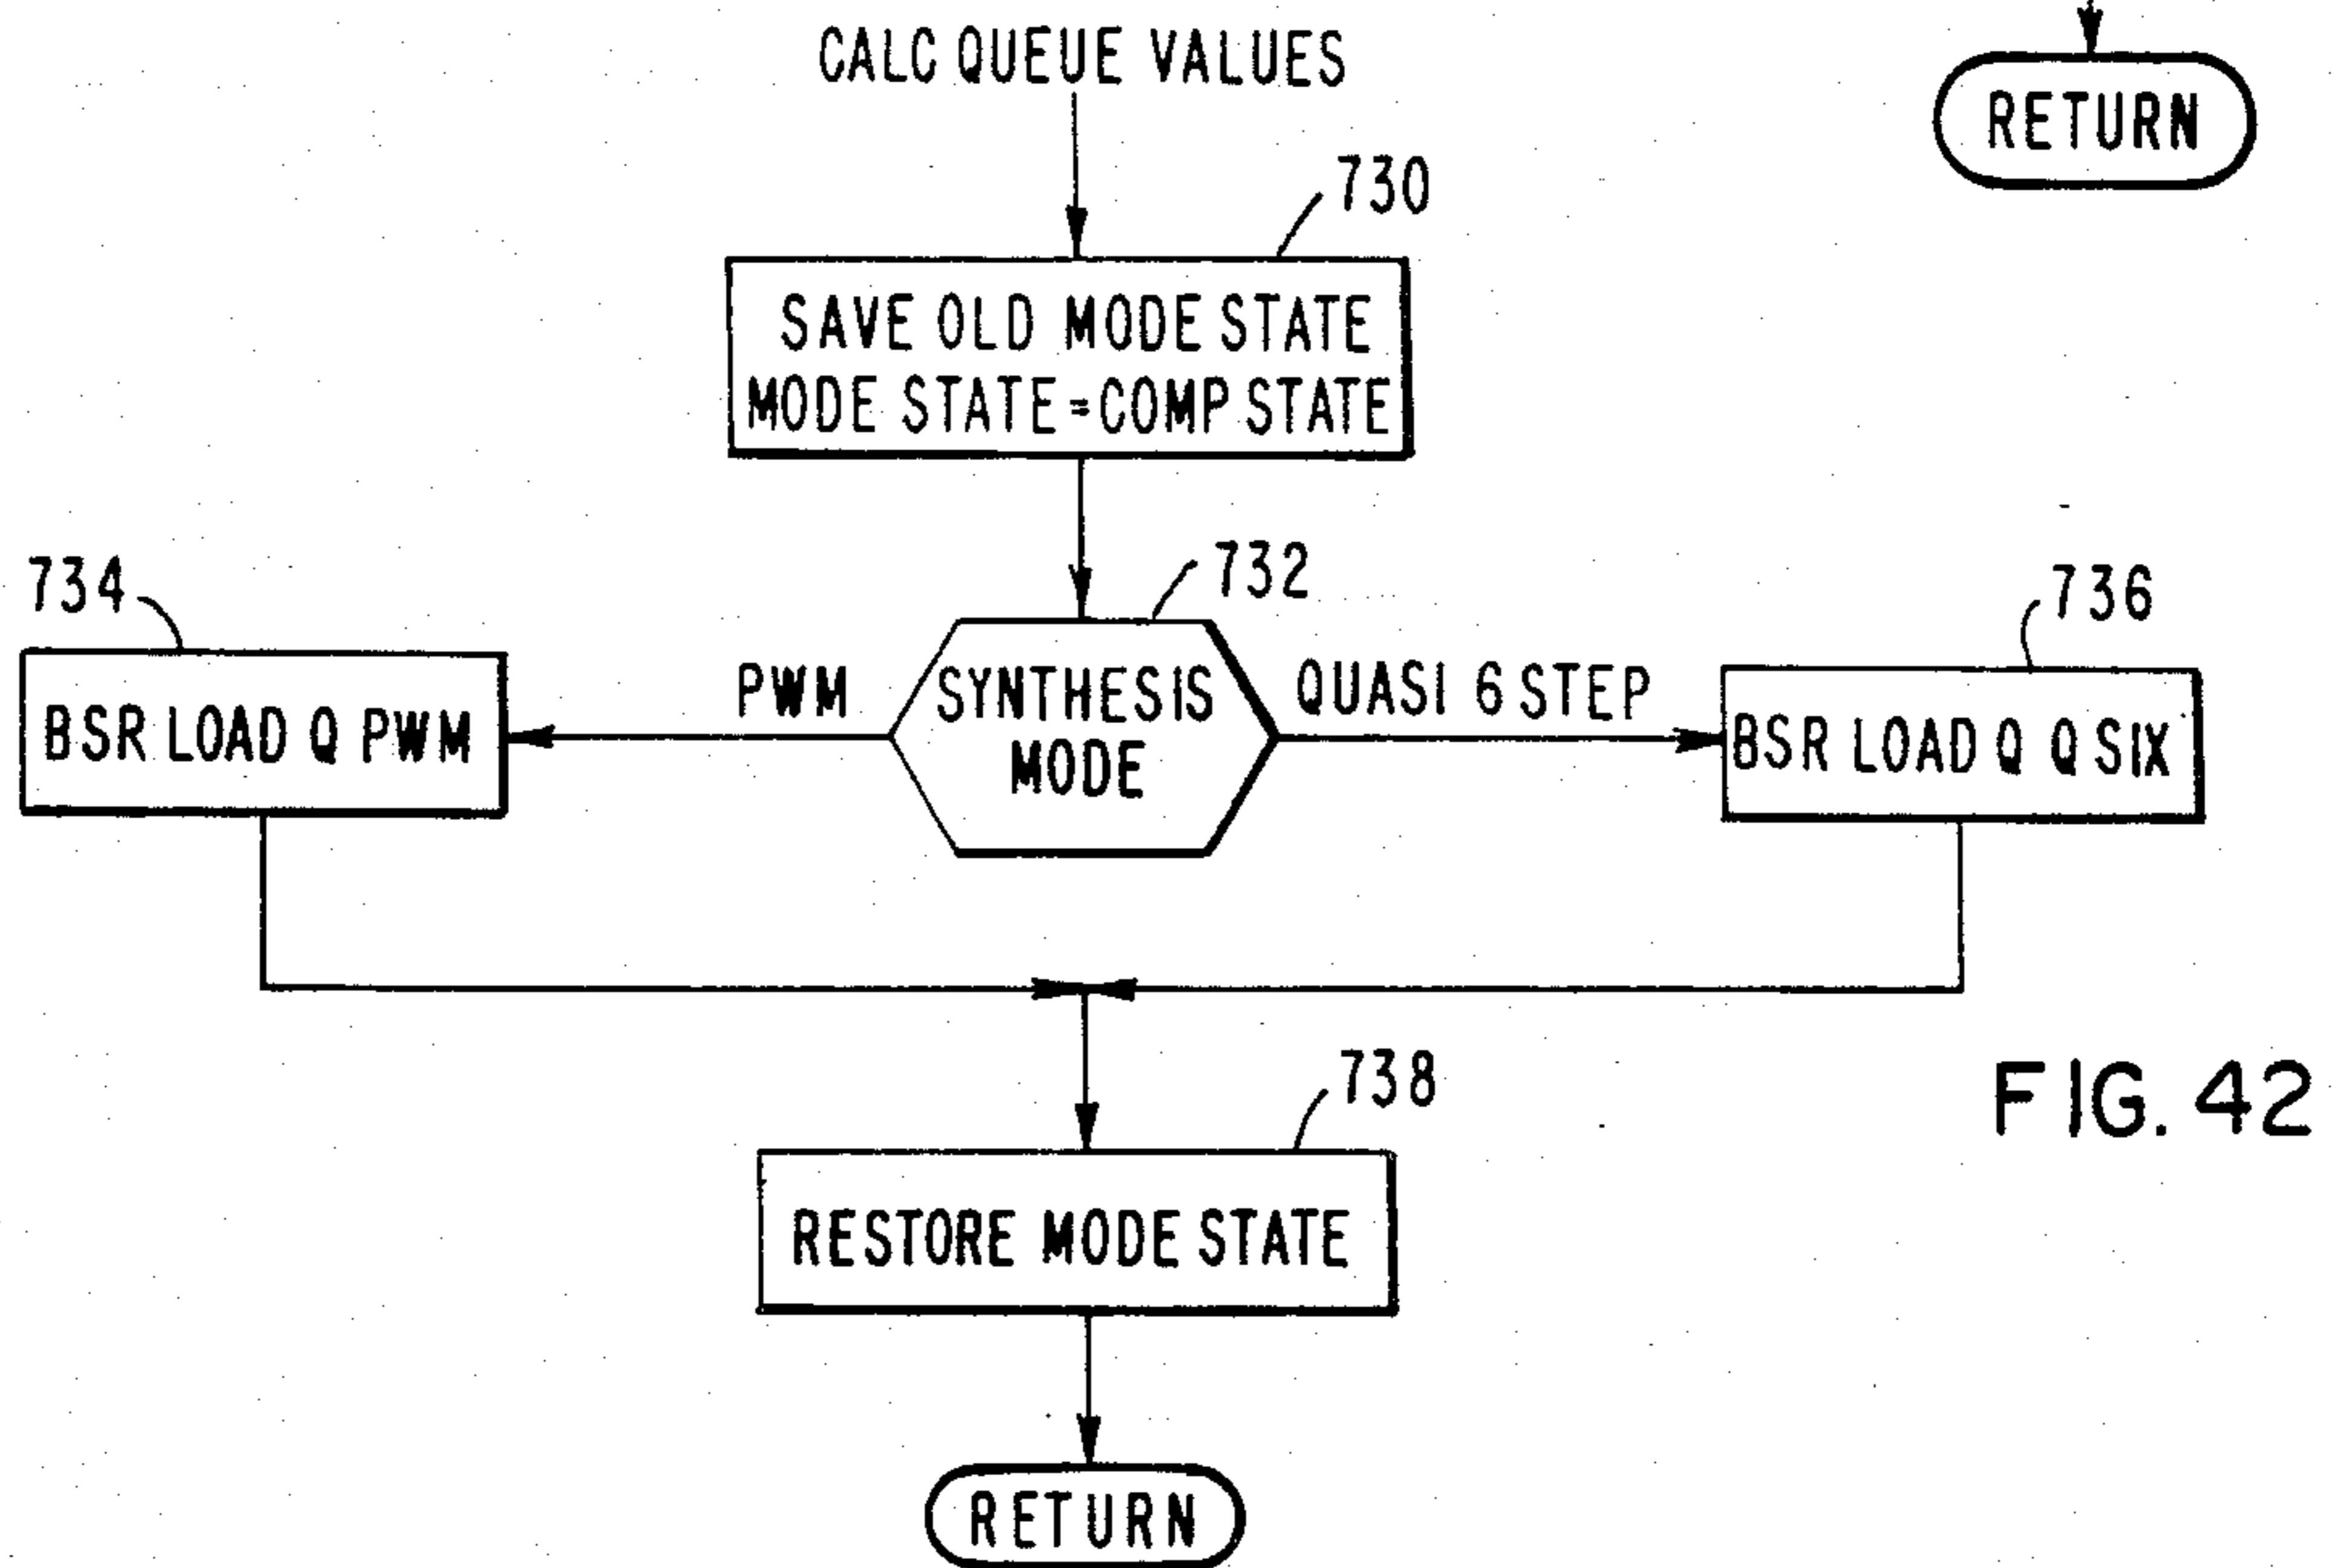 CALC QUEUE VALUES
RETURN
730
SAVE OLD MODE STATE
MODE STATE=COMP STATE
732
734
736
BSR LOAD Q PWM
PWM
SYNTHESIS
MODE
QUASI 6 STEP
BSR LOAD Q Q SIX
738
FIG. 42
RESTORE MODE STATE
RETURN